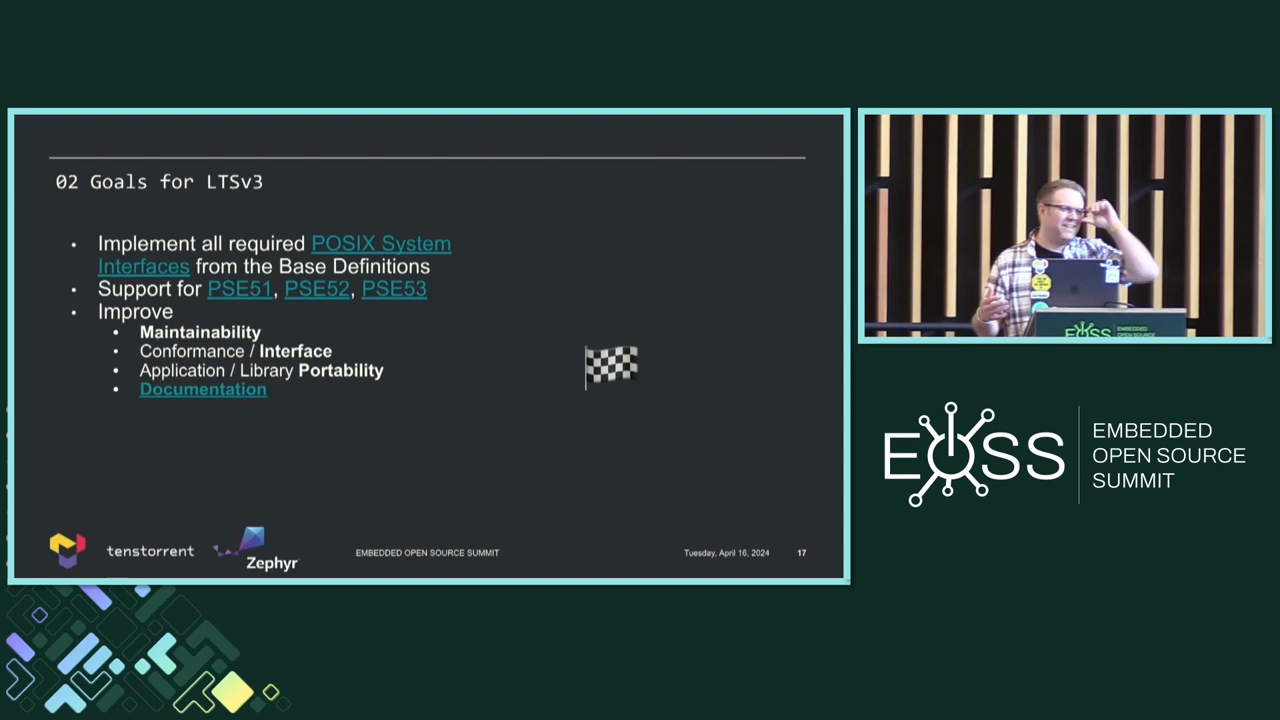 02 Goals for LTSv3
• Implement all required POSIX System
Interfaces from the Base Definitions
• Support for PSE51, PSE52, PSE53
• Improve
• Maintainability
• Conformance / Interface
• Application / Library Portability
• Documentation
tenstorrent
Zephyr
EMBEDDED OPEN SOURCE SUMMIT
Tuesday, April 16, 2024
17
EOSS
EOSS
EMBEDDED
OPEN SOURCE
SUMMIT